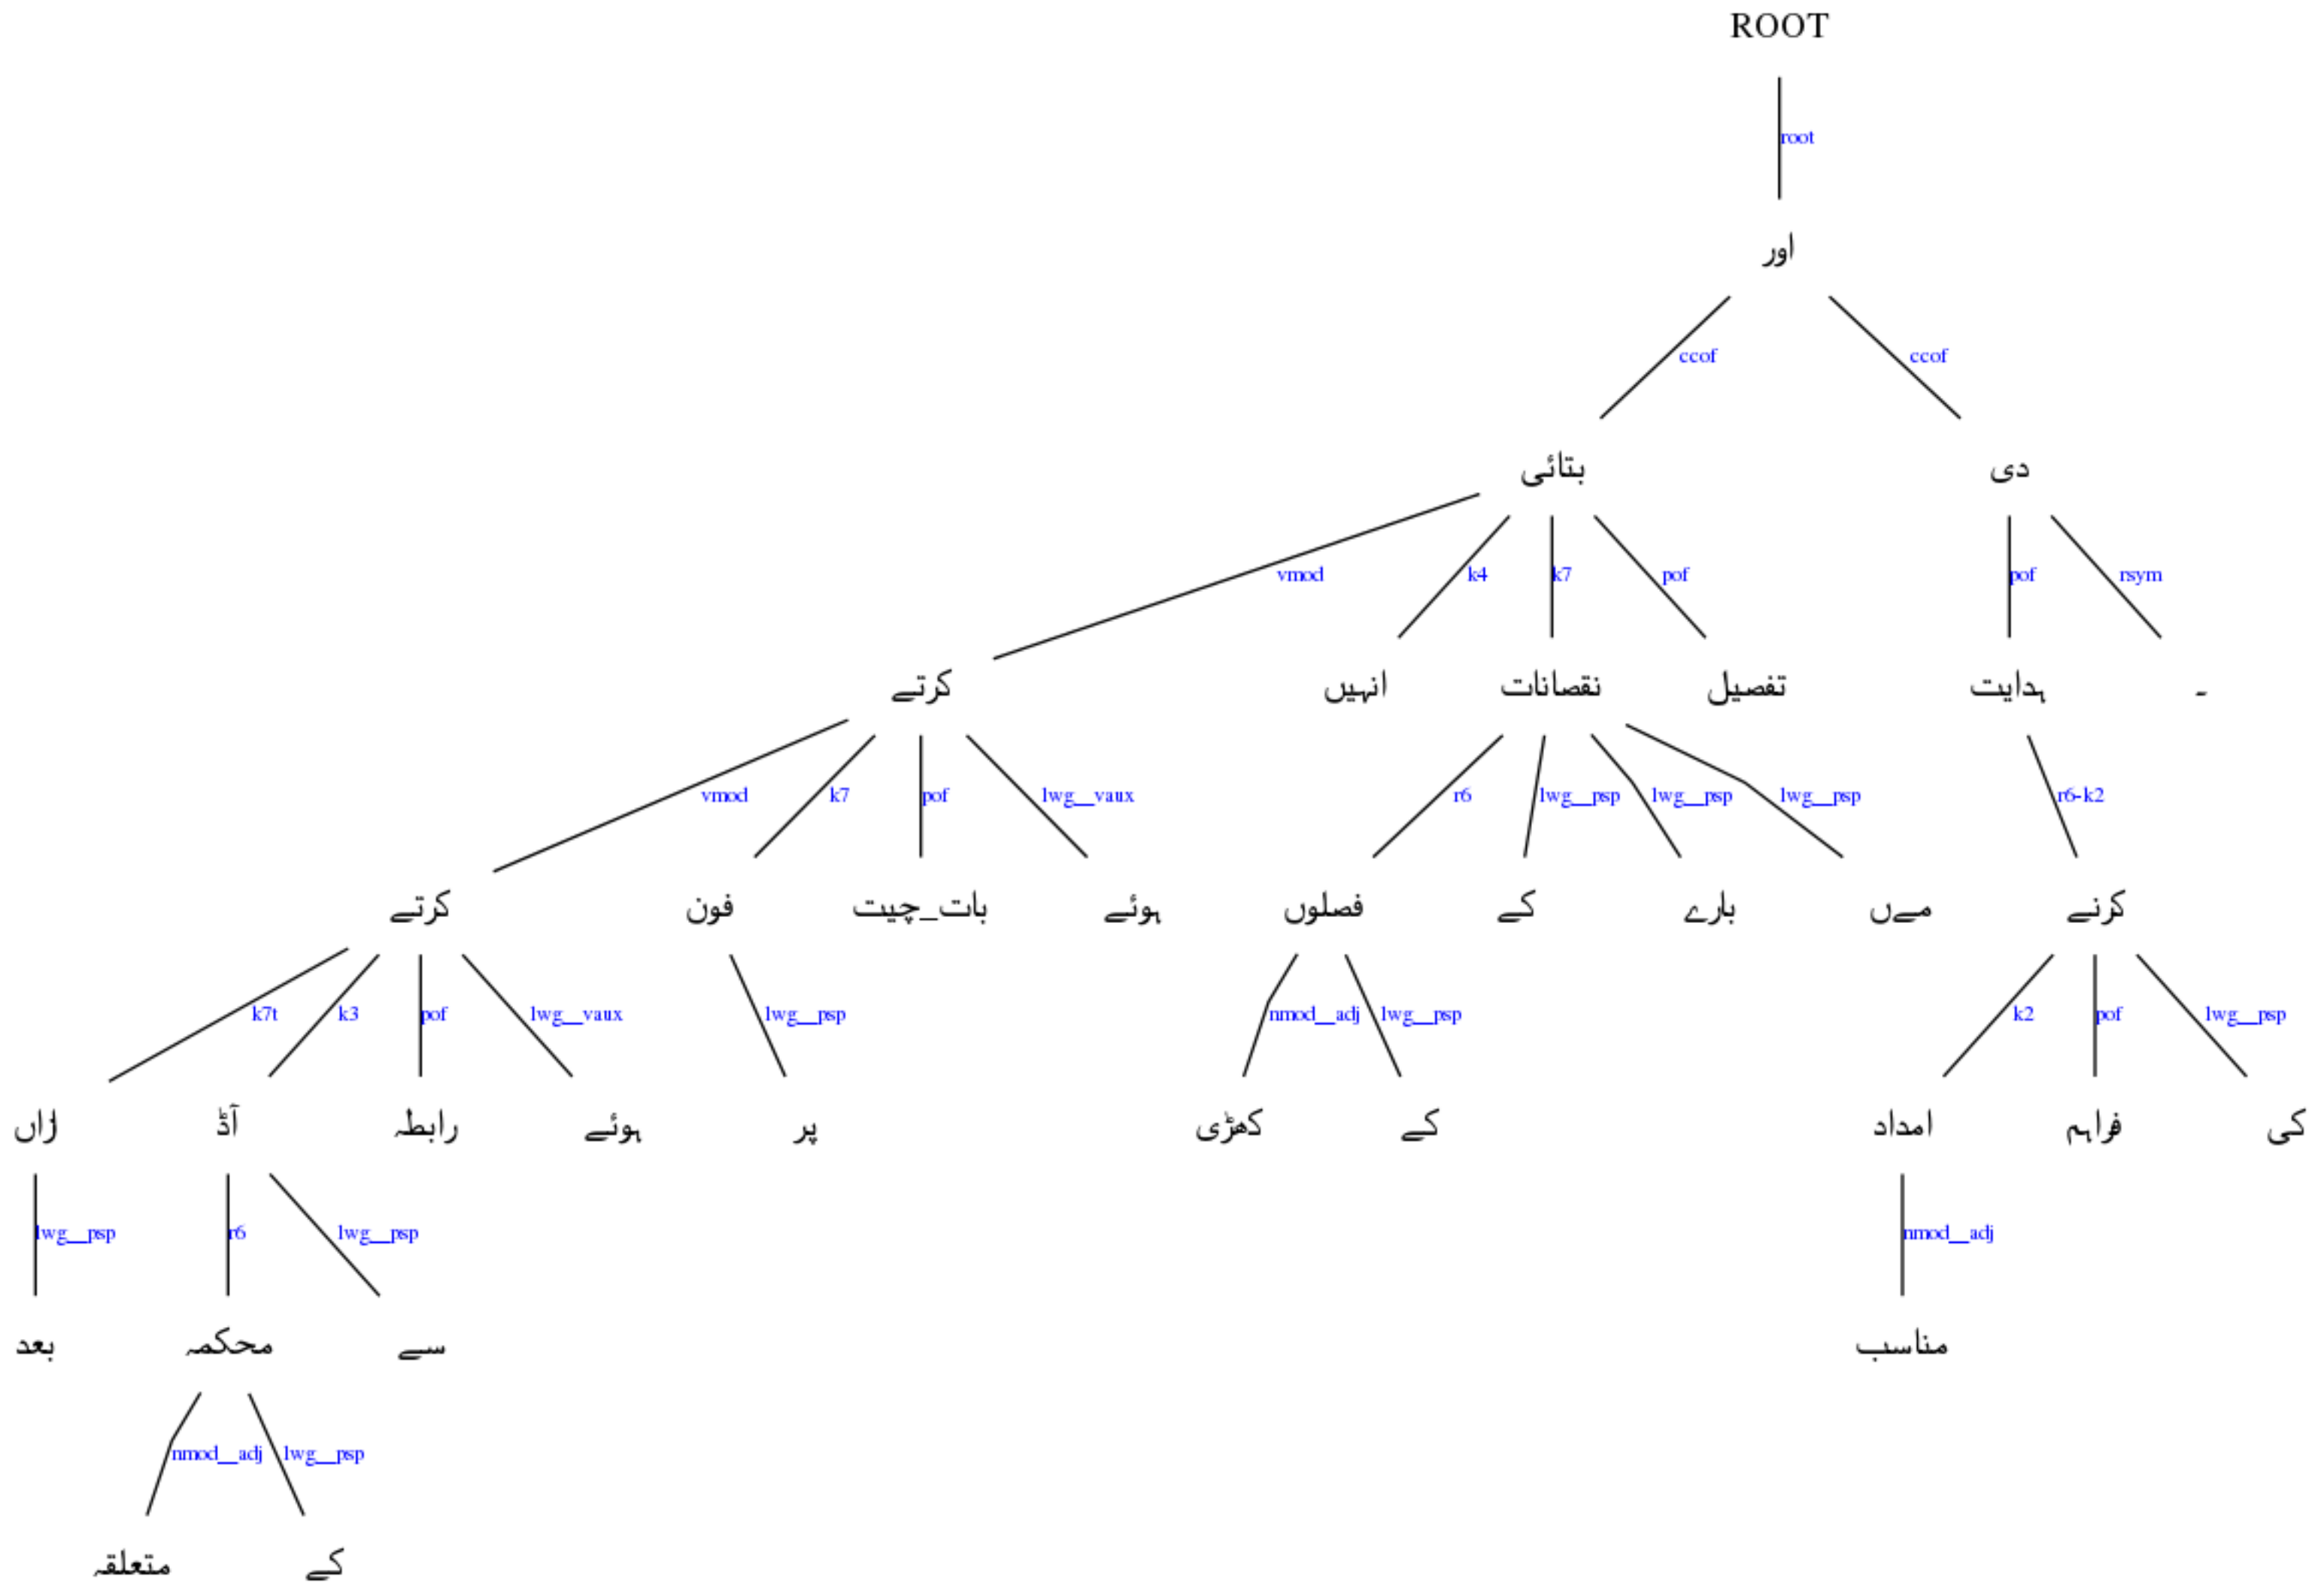 ROOT
root
اور
ccof ccof
بتائی دی
vmod k4 k7 pof pof rsym
کرتے انہیں نقصانات تفصیل ہدایت ۔
vmod k7 pof lwg__vaux r6 lwg__psp lwg__psp lwg__psp r6-k2
کرتے فون بات_چیت ہوئے فصلوں کے بارے مےں کرنے
k7t k3 pof lwg__vaux lwg__psp nmod__adj lwg__psp k2 pof lwg__psp
ازاں آڈ رابطہ ہوئے پر کھڑی کے امداد فراہم کی
lwg__psp r6 lwg__psp nmod__adj
بعد محکمہ سے مناسب
nmod__adj lwg__psp
متعلقہ کے